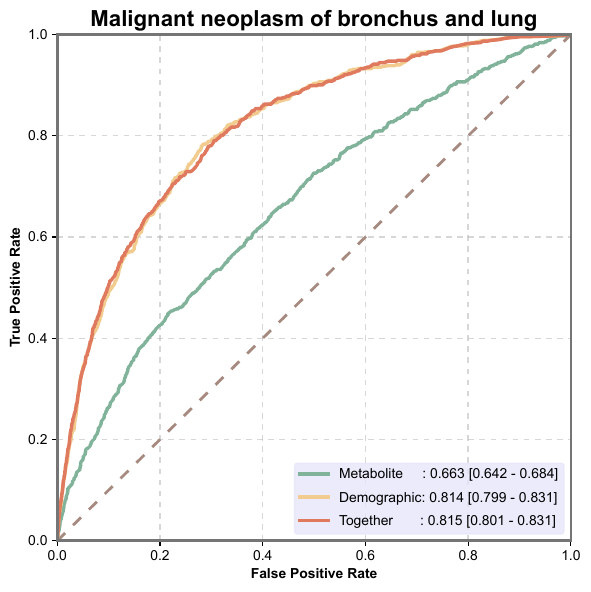 Malignant neoplasm of bronchus and lung
True Positive Rate
1.0
0.8
0.6
0.4
0.2
0.0
Metabolite : 0.663 [0.642 - 0.684]
Demographic: 0.814 [0.799 - 0.831]
Together : 0.815 [0.801 - 0.831]
0.0 0.2 0.4 0.6 0.8 1.0
False Positive Rate